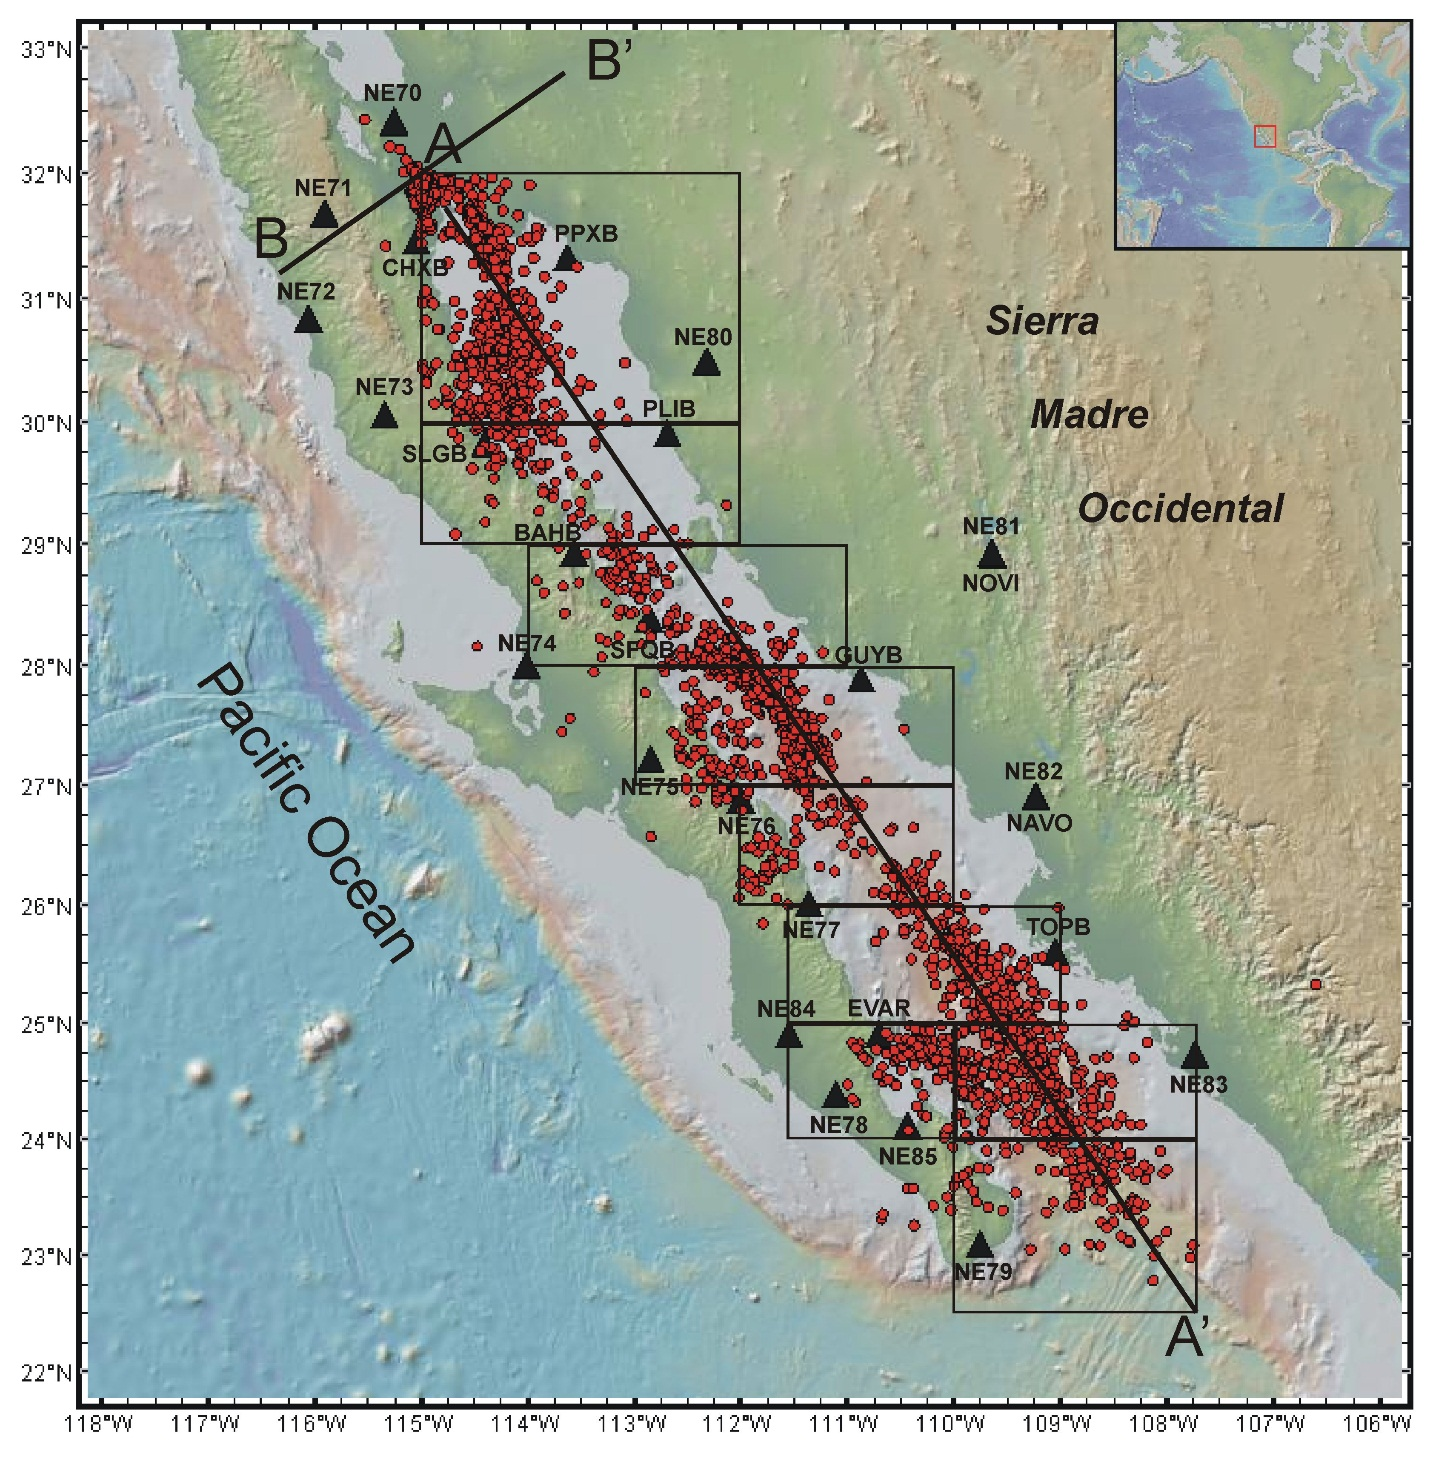 33°N
B’
NE70
A
32°N
NE71
B
PPXB
CHXB
NE72
31°N
Sierra
NE80
NE73
PLIB
Madre
30°N
SLGB
Occidental
BAHB
NE81
29°N
NOVI
NE74
SFQB
GUYB
28°N
Pacific Ocean
NE75
NE82
27°N
NE76
NAVO
26°N
NE77
TOPB
NE84
EVAR
25°N
NE83
NE78
24°N
NE85
23°N
NE79
A’
22°N
118°W 117°W 116°W 115°W 114°W 113°W 112°W 111°W 110°W 109°W 108°W 107°W 106°W